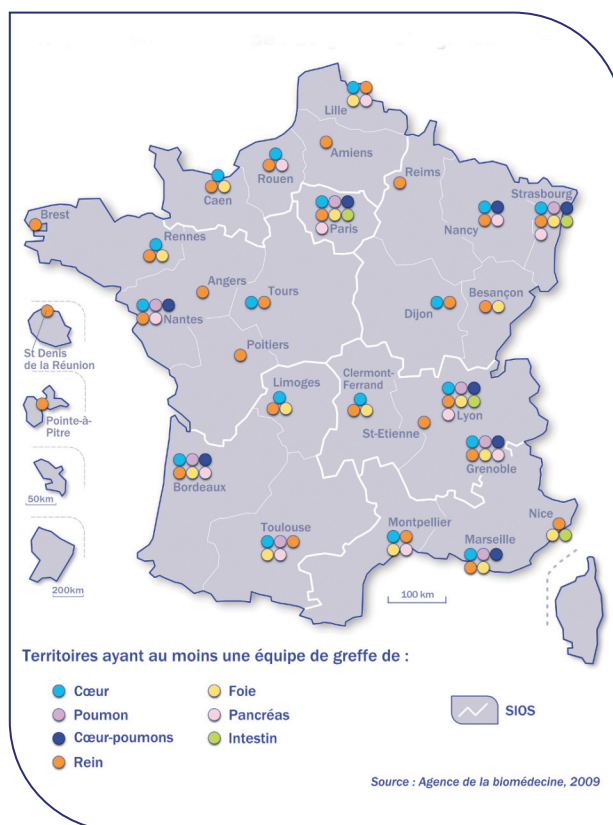 Lille
Amiens
Rouen
Caen
Reims
Strasbourg
Nancy
Paris
Brest
Rennes
Angers
Tours
Nantes
Dijon
Besançon
St Denis
de la Réunion
Poitiers
Limoges
Clermont-
Ferrand
Lyon
St-Etienne
Pointe-à-
Pitre
Grenoble
Bordeaux
50km
Toulouse
Montpellier
Marseille
Nice
200km
100 km
Territoires ayant au moins une équipe de greffe de :
Cœur
Poumon
Cœur-poumons
Rein
Foie
Pancréas
Intestin
SIOS
Source : Agence de la biomédecine, 2009